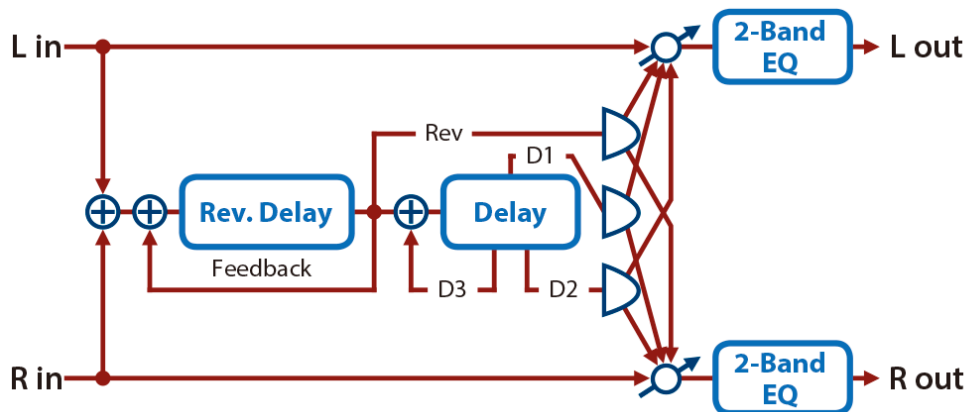 L in
2-Band
EQ
L out
Rev
D1
Rev. Delay
Delay
Feedback
D3
D2
R in
2-Band
EQ
R out